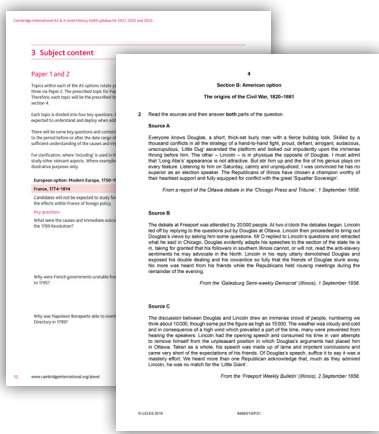 Cambridge International AS & A Level History 9489 syllabus for 2021, 2022 and 2023.
3 Subject content
Paper 1 and 2
Topics within each of the AS options rotate
three via Paper 2. The prescribed topic for
Therefore, each topic will be prescribed
section 4.
Each topic is divided into four key questions,
expected to understand and deploy when
There will be some key questions and
to the period before or after the date range
sufficient understanding of the causes and
For clarification, where 'including' is used in
study other relevant aspects. Where
illustrative purposes only.
European option: Modern Europe, 1750–
France, 1774–1814
Candidates will not be expected to study
the effects within France of foreign policy.
Key questions
What were the causes and immediate
the 1789 Revolution?
Why were French governments unstable
to 1795?
Why was Napoleon Bonaparte able to
Directory in 1799?
10 www.cambridgeinternational.org/alevel
4
Section B: American option
The origins of the Civil War, 1820–1861
2 Read the sources and then answer both parts of the question.
Source A
Everyone knows Douglas, a short, thick-set burly man with a fierce bulldog look. Skilled by a
thousand conflicts in all the strategy of a hand-to-hand fight, proud, defiant, arrogant, audacious,
unscrupulous, 'Little Dug' ascended the platform and looked out impudently upon the immense
throng before him. The other – Lincoln – is in physique the opposite of Douglas. I must admit
that 'Long Abe's' appearance is not attractive. But stir him up and the fire of his genius plays on
every feature. Listening to him on Saturday, calmly and unprejudiced, I was convinced he has no
superior as an election speaker. The Republicans of Illinois have chosen a champion worthy of
their heartiest support and fully equipped for conflict with the great 'Squatter Sovereign'.
From a report of the Ottawa debate in the 'Chicago Press and Tribune', 1 September 1858.
Source B
The debate at Freeport was attended by 20 000 people. At two o'clock the debates began. Lincoln
led off by replying to the questions put by Douglas at Ottawa. Lincoln then proceeded to bring out
Douglas's views by asking him some questions. Mr D replied to Lincoln's questions and retracted
what he said in Chicago. Douglas evidently adapts his speeches to the section of the state he is
in, taking for granted that his followers in southern Illinois cannot, or will not, read the anti-slavery
sentiments he may advocate in the North. Lincoln in his reply utterly demolished Douglas and
exposed his double dealing and his cowardice so fully that the friends of Douglas slunk away.
No more was heard from his friends while the Republicans held rousing meetings during the
remainder of the evening.
From the 'Galesburg Semi-weekly Democrat' (Illinois), 1 September 1858.
Source C
The discussion between Douglas and Lincoln drew an immense crowd of people, numbering we
think about 10 000, though some put the figure as high as 15 000. The weather was cloudy and cold
and in consequence of a high wind which prevailed a part of the time, many were prevented from
hearing the speakers. Lincoln had the opening speech and consumed his time in vain attempts
to remove himself from the unpleasant position in which Douglas's arguments had placed him
in Ottawa. Taken as a whole, his speech was made up of lame and impotent conclusions and
came very short of the expectations of his friends. Of Douglas's speech, suffice it to say it was a
masterly effort. We heard more than one Republican acknowledge that, much as they admired
Lincoln, he was no match for the 'Little Giant'.
From the 'Freeport Weekly Bulletin' (Illinois), 2 September 1858.
© UCLES 2018